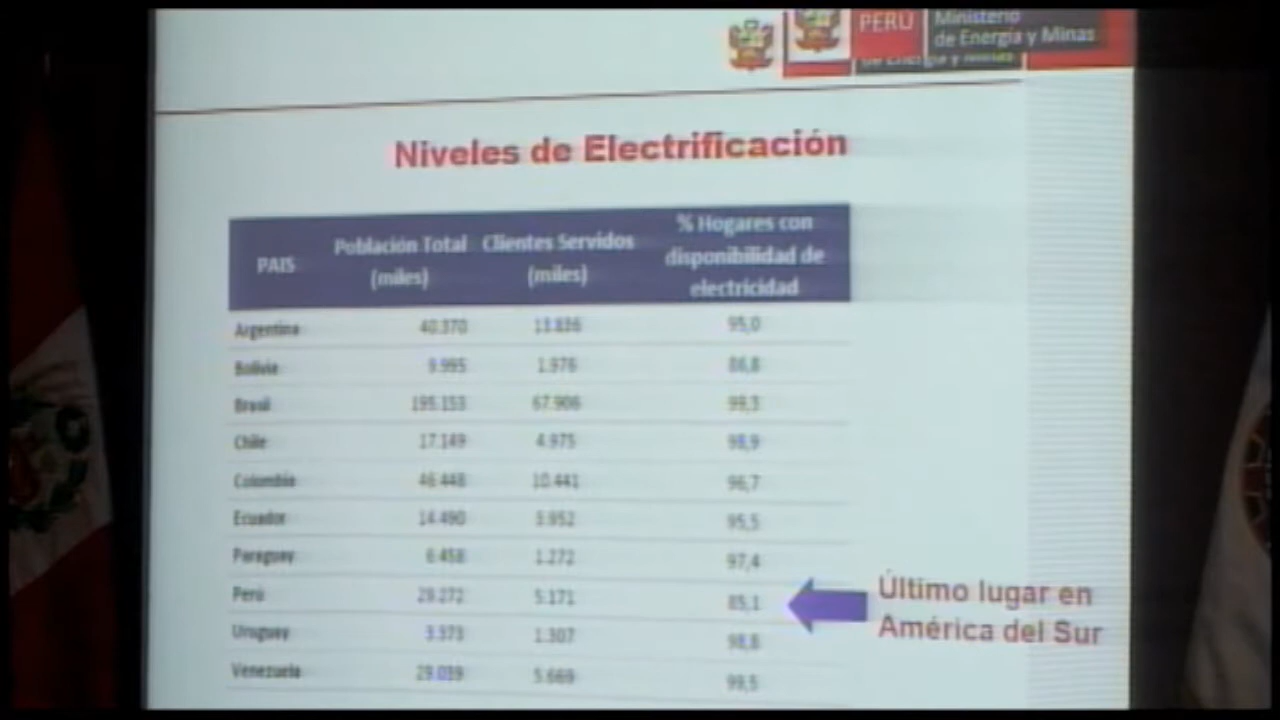 PERÚ
Ministerio
de Energía y Minas
de Energía y Minas
Niveles de Electrificación
PAIS
Población Total
(miles)
Clientes Servidos
(miles)
% Hogares con
disponibilidad de
electricidad
Argentina 40.370 13.836 95,0
Bolivia 9.995 1.976 86,8
Brasil 195.153 67.906 99,3
Chile 17.149 4.975 98,9
Colombia 46.448 10.441 96,7
Ecuador 14.490 3.952 95,5
Paraguay 6.458 1.272 97,4
Perú 29.272 5.171 85,1
Uruguay 3.373 1.307 98,8
Venezuela 29.039 5.669 99,5
Último lugar en
América del Sur